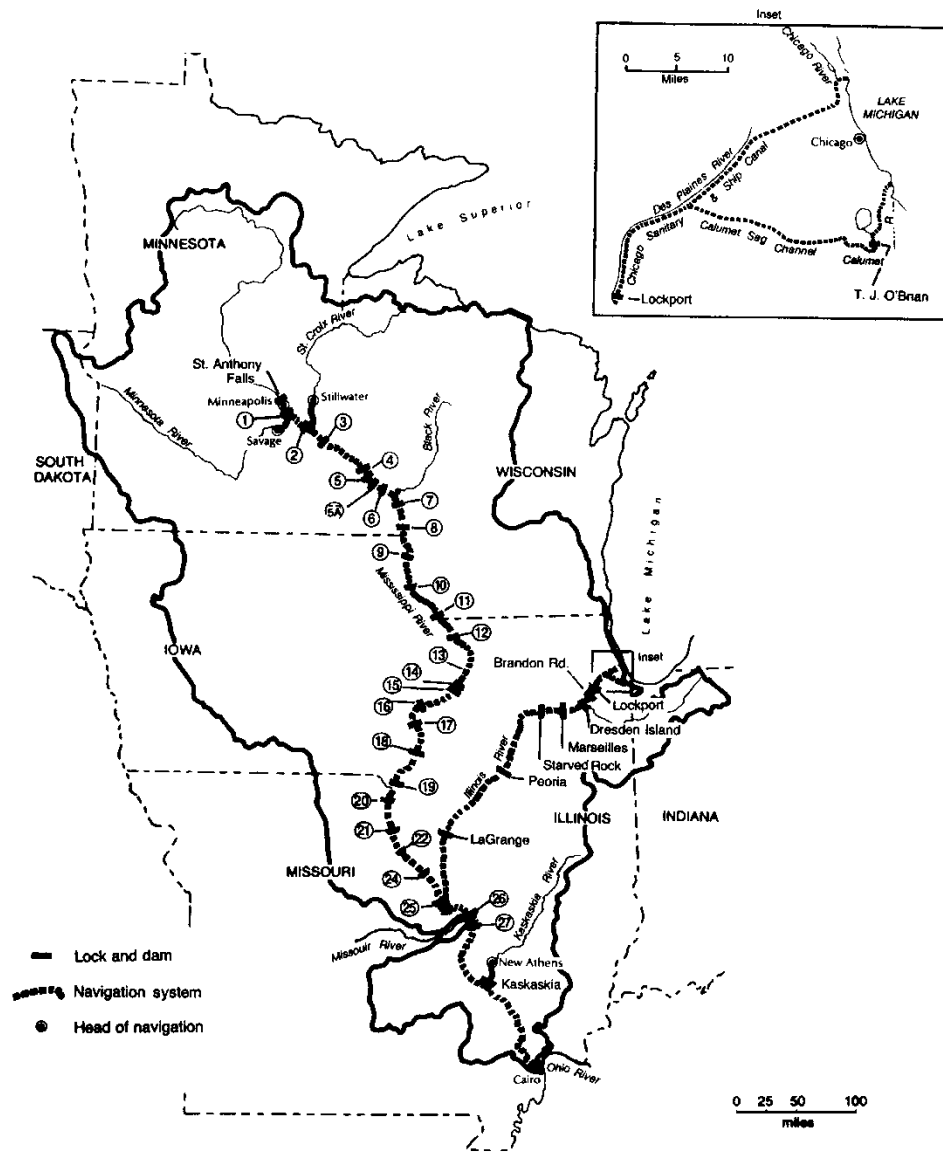 Inset
0 5 10
Miles
Chicago River
LAKE
MICHIGAN
Chicago
Des Plaines River
Chicago Sanitary & Ship Canal
Calumet Sag
Channel
R.
Calumet
Lockport
T. J. O'Brian
Lake Superior
MINNESOTA
St. Croix River
St. Anthony
Falls
Minneapolis
Stillwater
1
Savage
2
3
Minnesota River
Black River
SOUTH
DAKOTA
WISCONSIN
4
5
5A
6
7
8
9
10
Mississippi River
11
12
Lake Michigan
IOWA
13
14
15
16
17
18
Brandon Rd.
Inset
Lockport
Dresden Island
Marseilles
Starved Rock
Peoria
Illinois River
19
20
21
22
ILLINOIS
INDIANA
LaGrange
MISSOURI
24
25
26
27
Kaskaskia River
Missouir River
New Athens
Kaskaskia
Lock and dam
Navigation system
Head of navigation
Cairo
Ohio River
0 25 50 100
miles